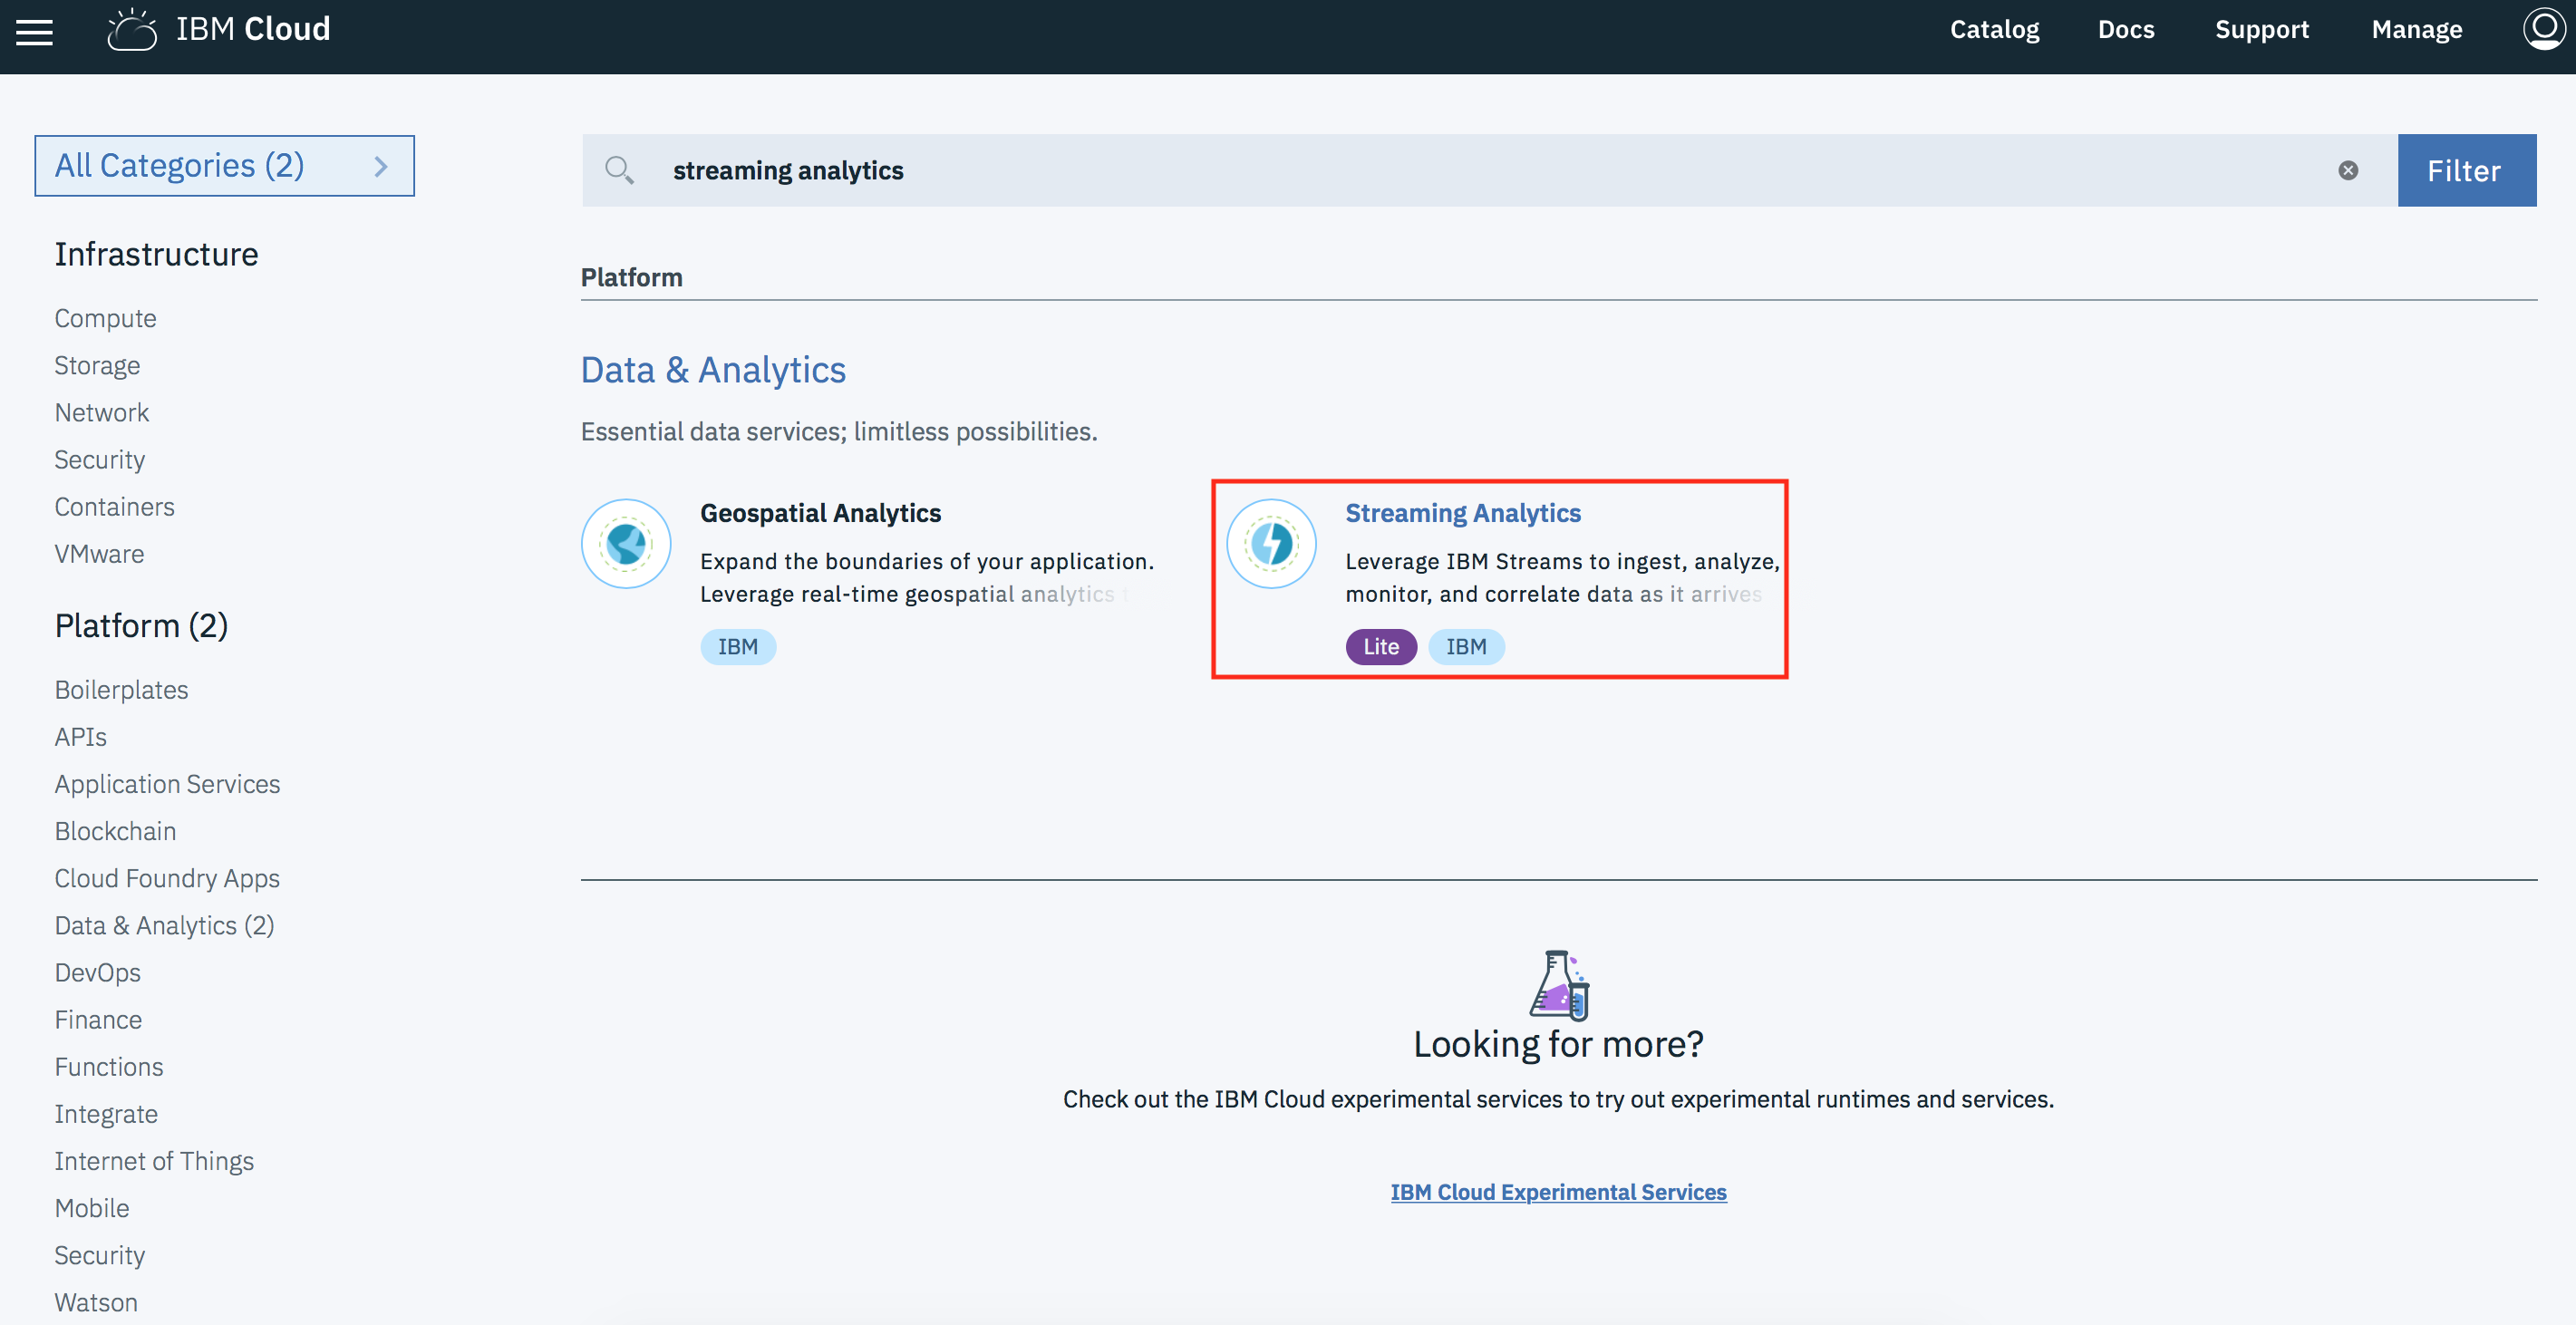 IBM Cloud
Catalog
Docs
Support
Manage
All Categories (2)
Infrastructure
Compute
Storage
Network
Security
Containers
VMware
Platform (2)
Boilerplates
APIs
Application Services
Blockchain
Cloud Foundry Apps
Data & Analytics (2)
DevOps
Finance
Functions
Integrate
Internet of Things
Mobile
Security
Watson
streaming analytics
Filter
Platform
Data & Analytics
Essential data services; limitless possibilities.
Geospatial Analytics
Expand the boundaries of your application.
Leverage real-time geospatial analytics
IBM
Streaming Analytics
Leverage IBM Streams to ingest, analyze,
monitor, and correlate data as it arrives
Lite
IBM
Looking for more?
Check out the IBM Cloud experimental services to try out experimental runtimes and services.
IBM Cloud Experimental Services